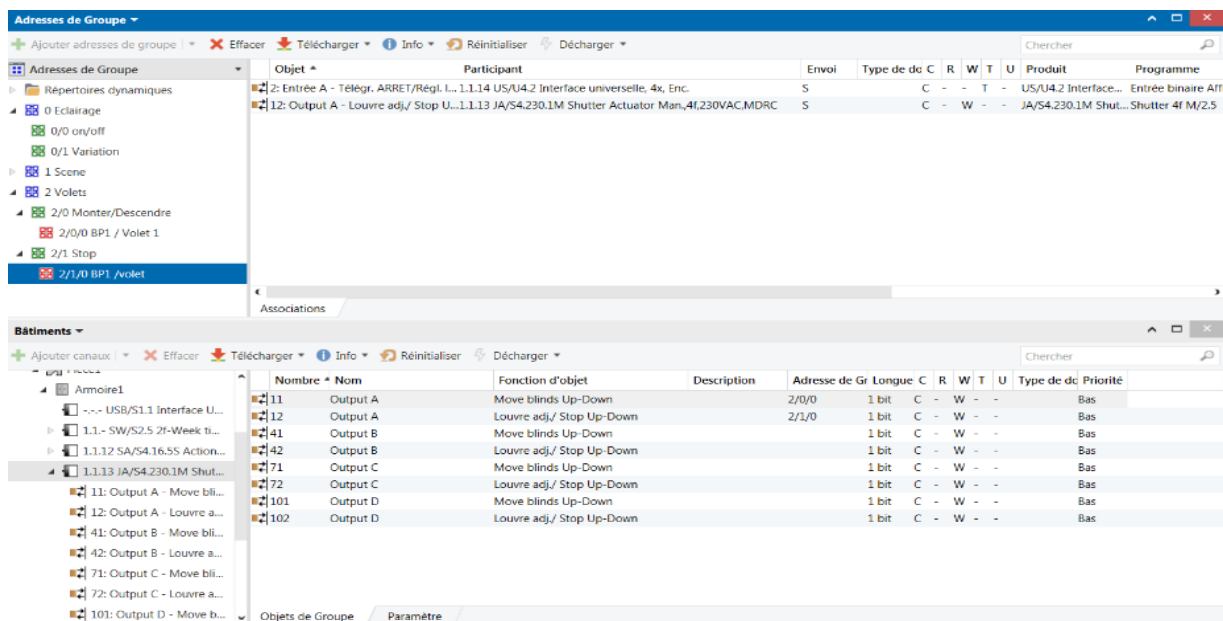 Adresses de Groupe
Ajouter adresses de groupe Effacer Télécharger Info Réinitialiser Décharger Chercher
Adresses de Groupe
Répertoires dynamiques
0 Eclairage
0/0 on/off
0/1 Variation
1 Scene
2 Volets
2/0 Monter/Descendre
2/0/0 BP1 / Volet 1
2/1 Stop
2/1/0 BP1 /volet
Objet Participant Envoi Type de dc C R W T U Produit Programme
2: Entrée A - Télégr. ARRET/Régl. l... 1.1.14 US/U4.2 Interface universelle, 4x, Enc. S C - - T - US/U4.2 Interface... Entrée binaire Aff
12: Output A - Louvre adj./ Stop U... 1.1.13 JA/S4.230.1M Shutter Actuator Man.,4f,230VAC,MDRC S C - W - - JA/S4.230.1M Shut... Shutter 4f M/2.5
Associations
Bâtiments
Ajouter canaux Effacer Télécharger Info Réinitialiser Décharger Chercher
Armoire1
-.-.- USB/S1.1 Interface U...
1.1.- SW/S2.5 2f-Week ti...
1.1.12 SA/S4.16.5S Action...
1.1.13 JA/S4.230.1M Shut...
11: Output A - Move bli...
12: Output A - Louvre a...
41: Output B - Move bli...
42: Output B - Louvre a...
71: Output C - Move bli...
72: Output C - Louvre a...
101: Output D - Move b...
Nombre Nom Fonction d'objet Description Adresse de Gr Longue C R W T U Type de dc Priorité
11 Output A Move blinds Up-Down 2/0/0 1 bit C - W - - Bas
12 Output A Louvre adj./ Stop Up-Down 2/1/0 1 bit C - W - - Bas
41 Output B Move blinds Up-Down 1 bit C - W - - Bas
42 Output B Louvre adj./ Stop Up-Down 1 bit C - W - - Bas
71 Output C Move blinds Up-Down 1 bit C - W - - Bas
72 Output C Louvre adj./ Stop Up-Down 1 bit C - W - - Bas
101 Output D Move blinds Up-Down 1 bit C - W - - Bas
102 Output D Louvre adj./ Stop Up-Down 1 bit C - W - - Bas
Objets de Groupe Paramètre